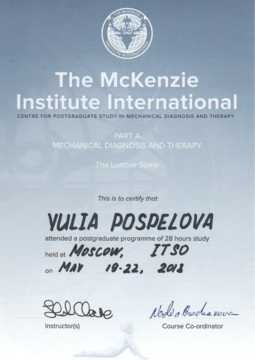 The McKenzie
Institute International
CENTRE FOR POSTGRADUATE STUDY IN MECHANICAL DIAGNOSIS AND THERAPY
PART A
MECHANICAL DIAGNOSIS AND THERAPY
The Lumbar Spine
This is to certify that
YULIA POSPELOVA
attended a postgraduate programme of 28 hours study
held at MOSCOW, ITSO
on MAY 19-22, 2018
Instructor(s)
Course Co-ordinator